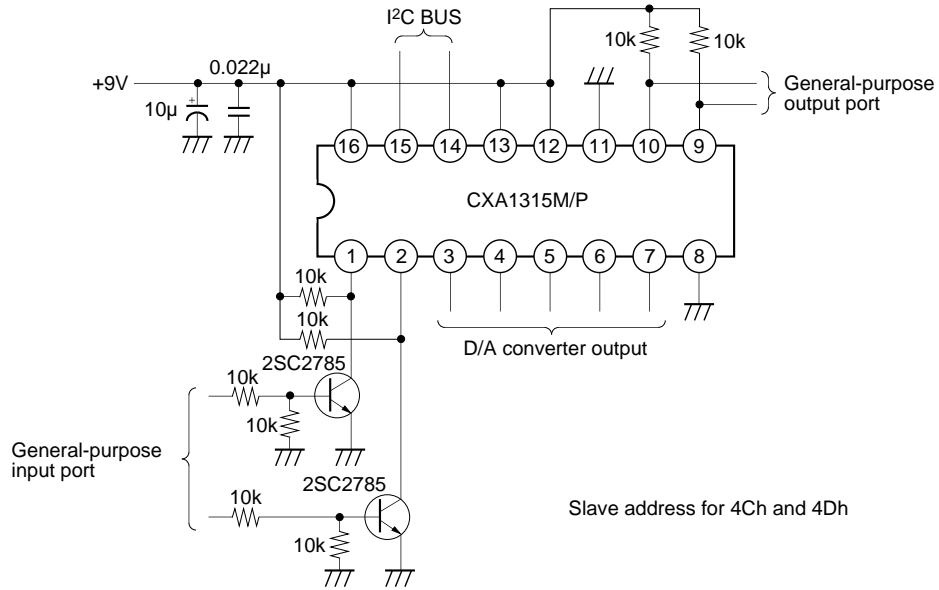 I²C BUS
10k
10k
+9V
0.022μ
10μ
+
General-purpose
output port
16
15
14
13
12
11
10
9
CXA1315M/P
1
2
3
4
5
6
7
8
10k
10k
D/A converter output
2SC2785
10k
10k
General-purpose
input port
2SC2785
10k
10k
Slave address for 4Ch and 4Dh